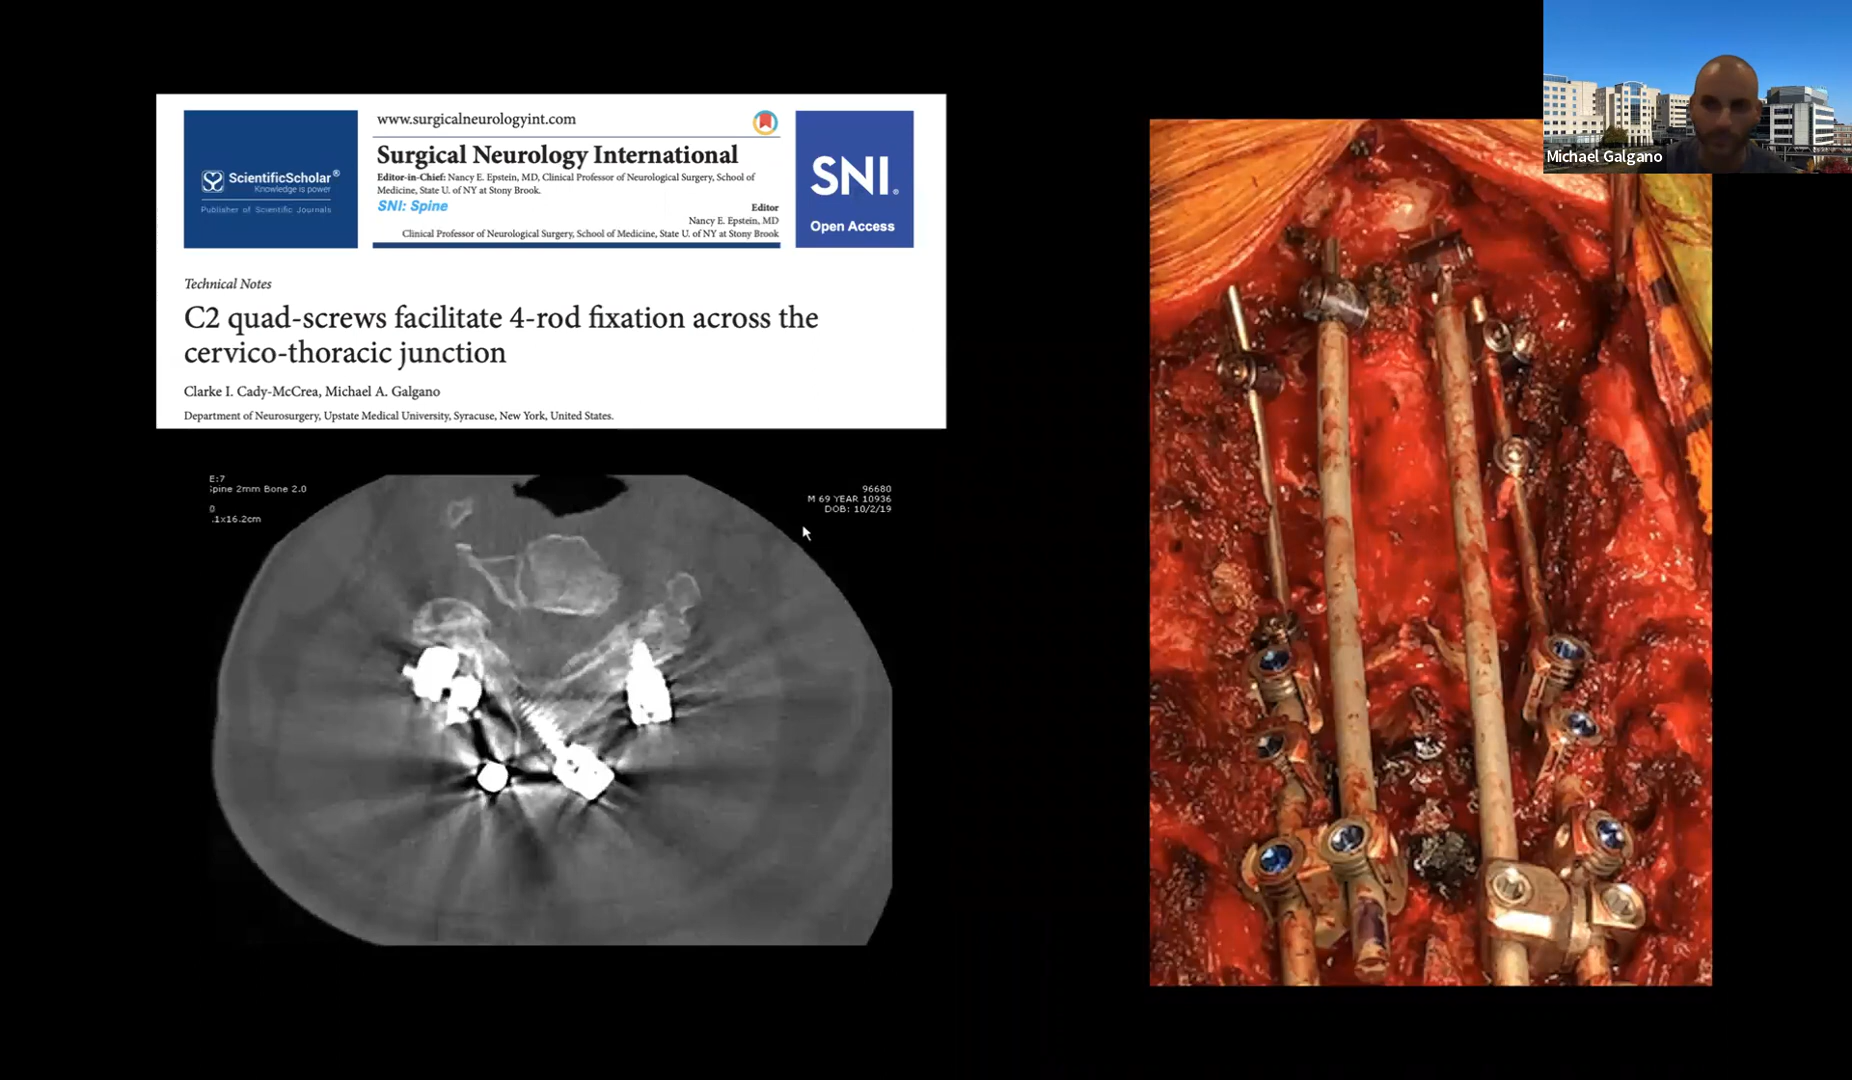 ScientificScholar®
Knowledge is power
Publisher of Scientific Journals
www.surgicalneurologyint.com
Surgical Neurology International
Editor-in-Chief: Nancy E. Epstein, MD, Clinical Professor of Neurological Surgery, School of
Medicine, State U. of NY at Stony Brook.
SNI: Spine
Editor
Nancy E. Epstein, MD
Clinical Professor of Neurological Surgery, School of Medicine, State U. of NY at Stony Brook
SNI®
Open Access
Technical Notes
C2 quad-screws facilitate 4-rod fixation across the
cervico-thoracic junction
Clarke I. Cady-McCrea, Michael A. Galgano
Department of Neurosurgery, Upstate Medical University, Syracuse, New York, United States.
E:7
pine 2mm Bone 2.0
0
.1x16.2cm
96680
M 69 YEAR 10936
DOB: 10/2/19
Michael Galgano